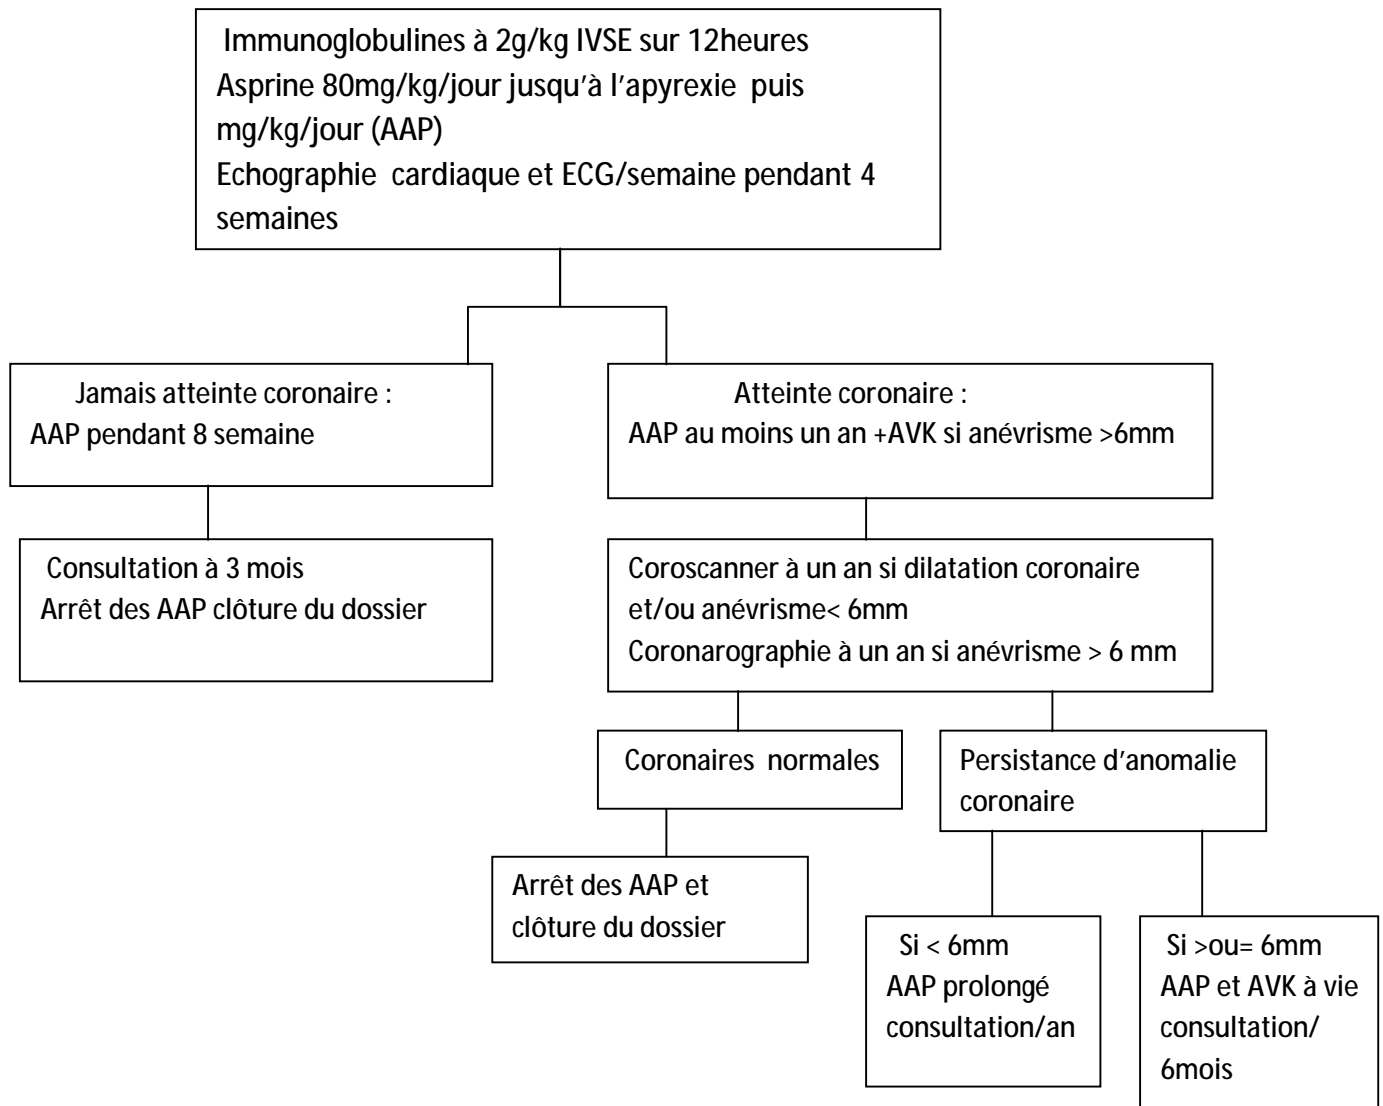 Immunoglobulines à 2g/kg IVSE sur 12heures
Asprine 80mg/kg/jour jusqu'à l'apyrexie puis
mg/kg/jour (AAP)
Echographie cardiaque et ECG/semaine pendant 4
semaines
Jamais atteinte coronaire :
AAP pendant 8 semaine
Atteinte coronaire :
AAP au moins un an +AVK si anévrisme >6mm
Consultation à 3 mois
Arrêt des AAP clôture du dossier
Coroscanner à un an si dilatation coronaire
et/ou anévrisme< 6mm
Coronarographie à un an si anévrisme > 6 mm
Coronaires normales
Persistance d'anomalie
coronaire
Arrêt des AAP et
clôture du dossier
Si < 6mm
AAP prolongé
consultation/an
Si >ou= 6mm
AAP et AVK à vie
consultation/
6mois